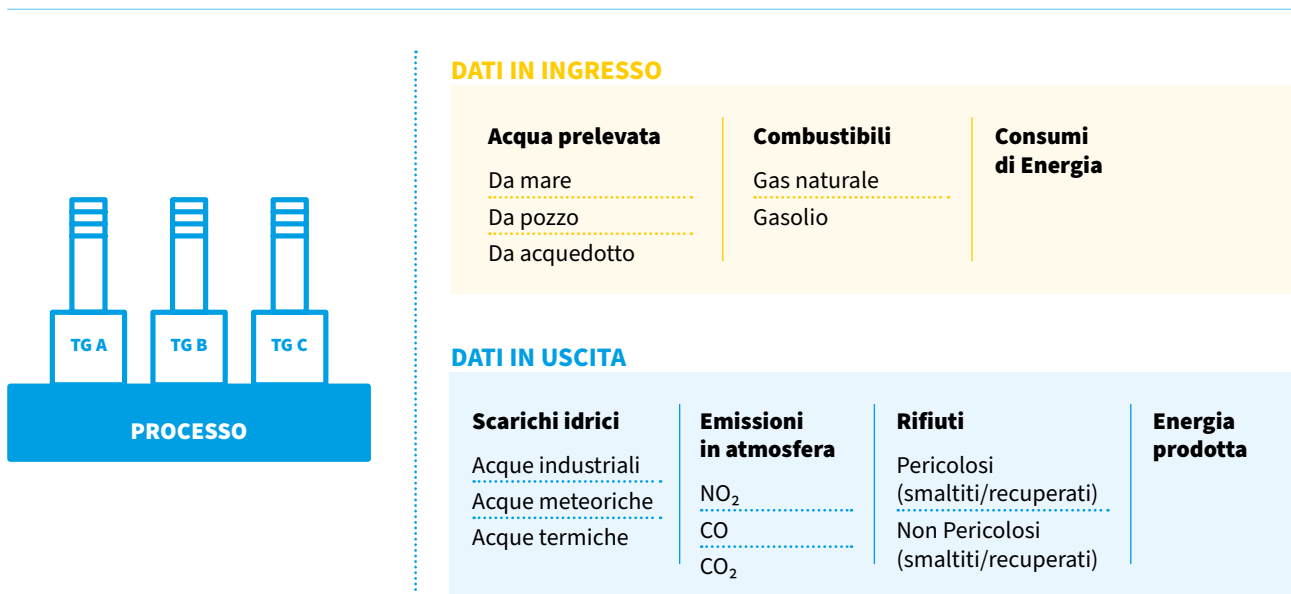 DATI IN INGRESSO
Acqua prelevata
Da mare
Da pozzo
Da acquedotto
Combustibili
Gas naturale
Gasolio
Consumi
di Energia
TG A
TG B
TG C
PROCESSO
DATI IN USCITA
Scarichi idrici
Acque industriali
Acque meteoriche
Acque termiche
Emissioni
in atmosfera
NO₂
CO
CO₂
Rifiuti
Pericolosi
(smaltiti/recuperati)
Non Pericolosi
(smaltiti/recuperati)
Energia
prodotta